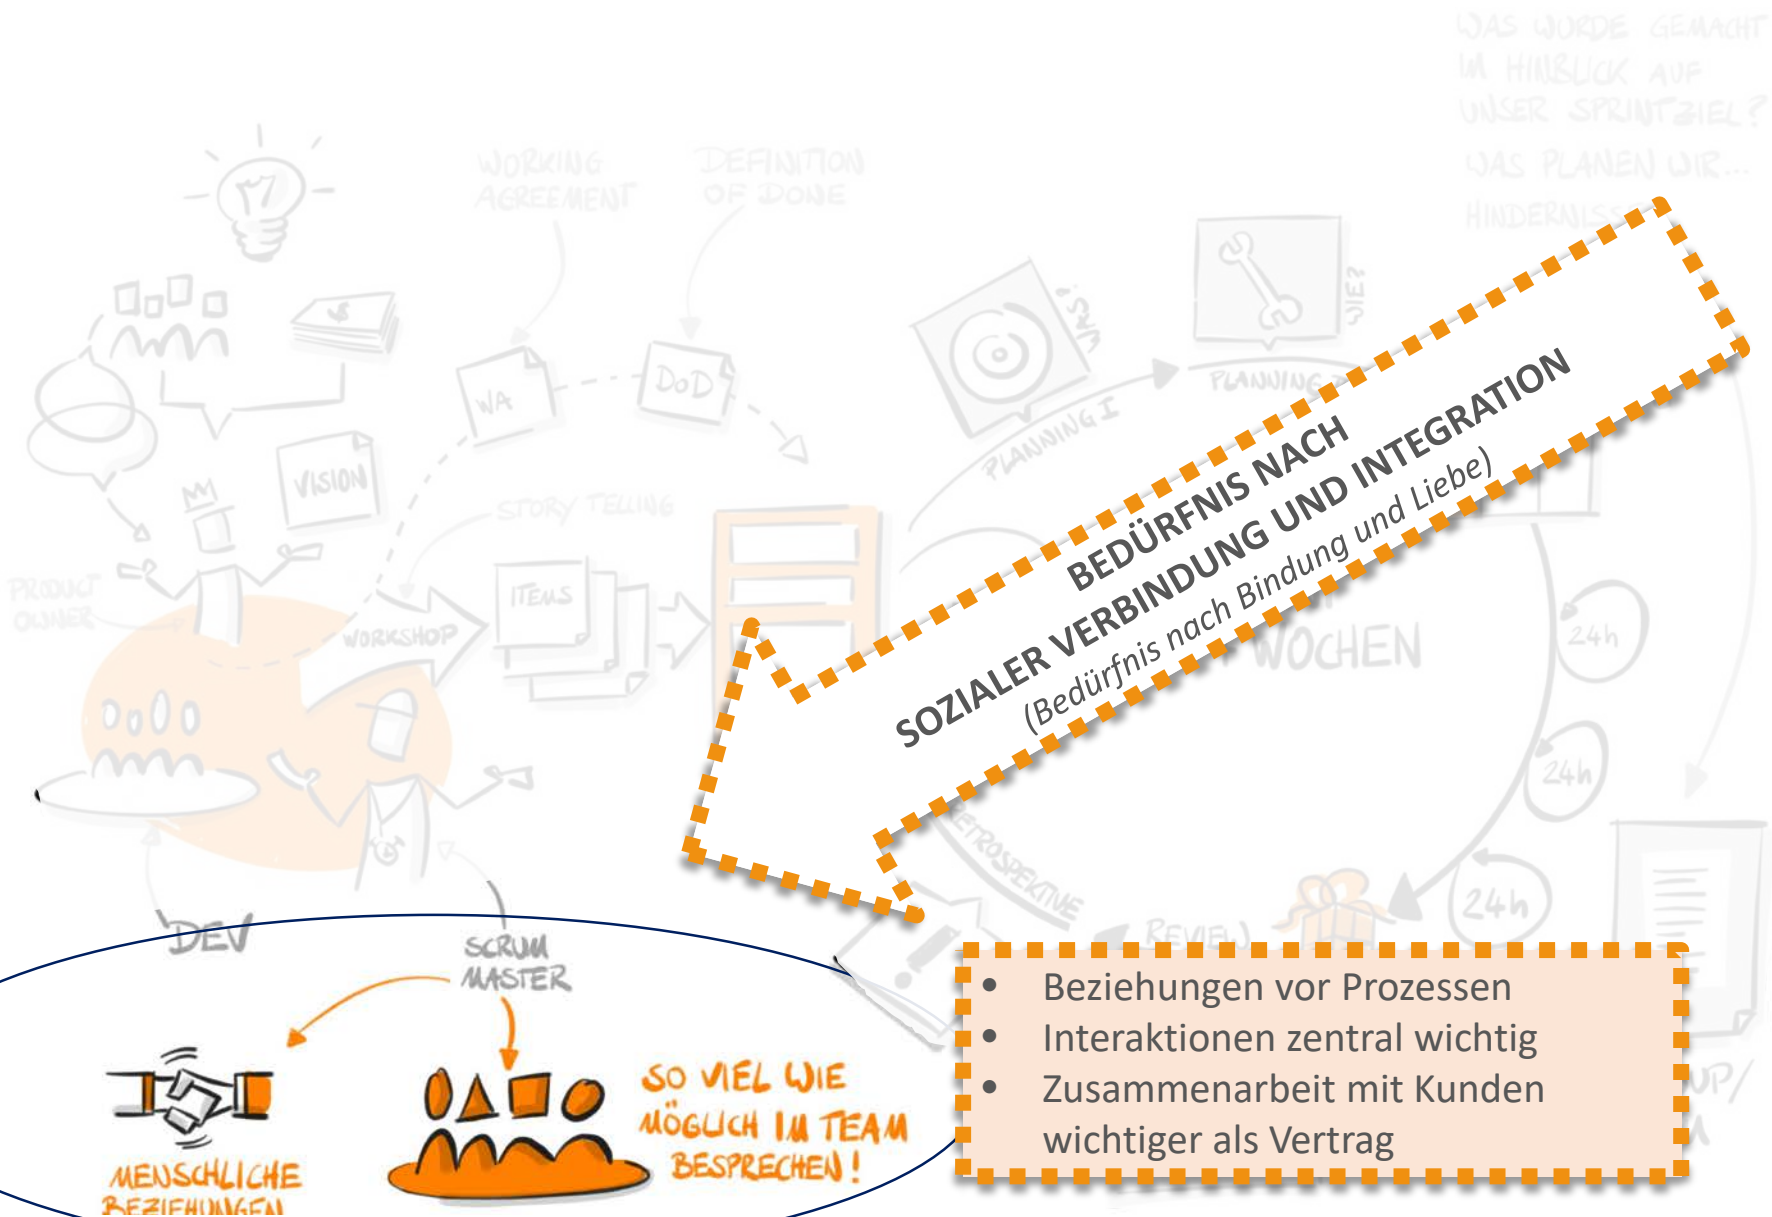 WAS WURDE GEMACHT
IM HINBLICK AUF
UNSER SPRINTZIEL?
WAS PLANEN WIR...
HINDERNISS
WORKING
AGREEMENT
DEFINITION
OF DONE
WAS?
WIE?
WA
DoD
PLANNING I
PLANNING
VISION
STORY TELLING
PRODUCT
OWNER
WORKSHOP
ITEMS
BEDÜRFNIS NACH
SOZIALER VERBINDUNG UND INTEGRATION
(Bedürfnis nach Bindung und Liebe)
WOCHEN
24h
24h
24h
RETROSPEKTIVE
REVIEW
DEV
SCRUM
MASTER
MENSCHLICHE
BEZIEHUNGEN
SO VIEL WIE
MÖGLICH IM TEAM
BESPRECHEN!
• Beziehungen vor Prozessen
• Interaktionen zentral wichtig
• Zusammenarbeit mit Kunden
wichtiger als Vertrag
UP/